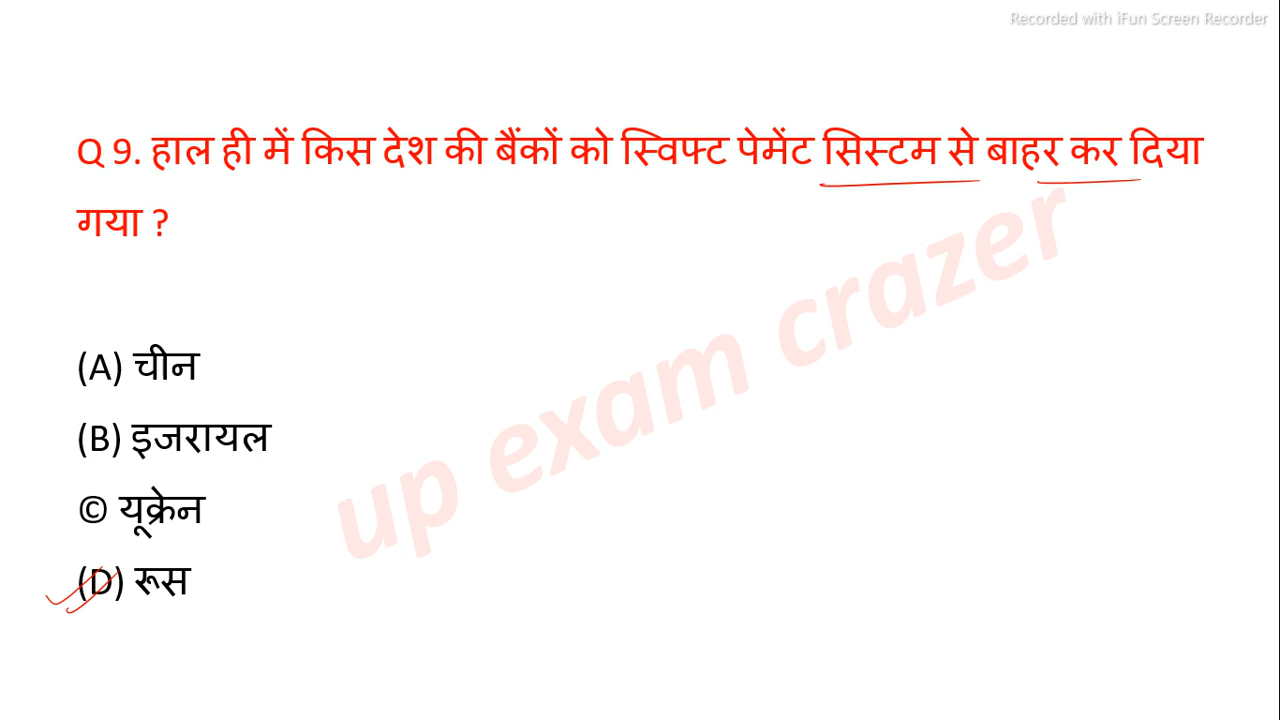 Recorded with iFun Screen Recorder
Q 9. हाल ही में किस देश की बैंकों को स्विफ्ट पेमेंट सिस्टम से बाहर कर दिया
गया ?
(A) चीन
(B) इजरायल
© यूक्रेन
(D) रूस
up exam crazer